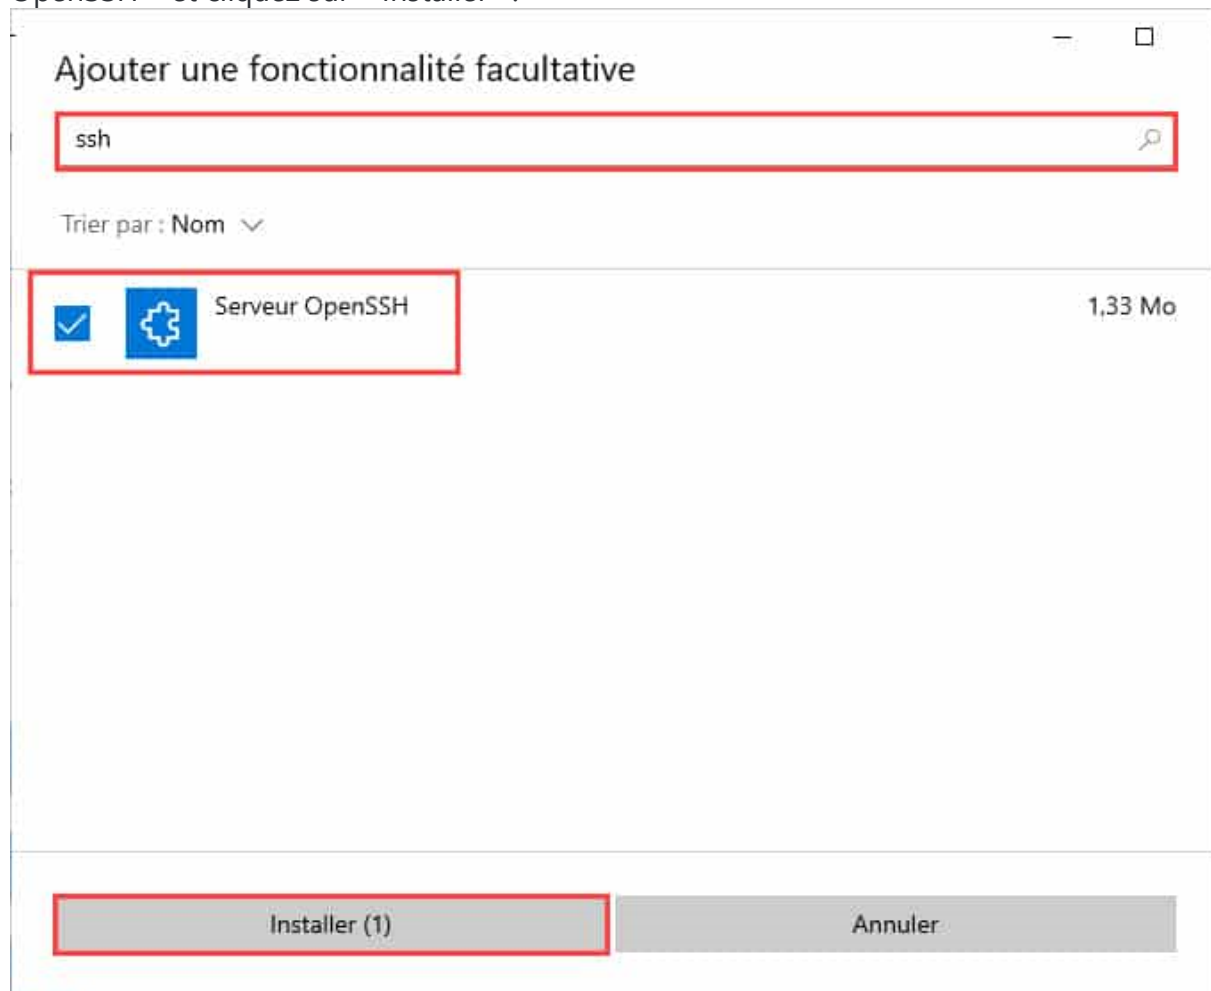 Ajouter une fonctionnalité facultative
ssh
Trier par : Nom
Serveur OpenSSH
1,33 Mo
Installer (1)
Annuler